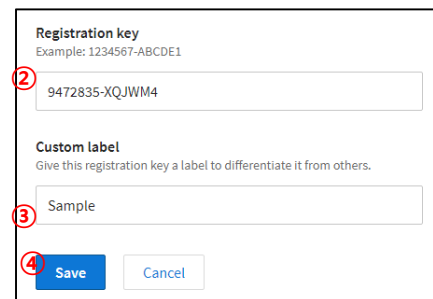 Registration key
Example: 1234567-ABCDE1
②
9472835-XQJWM4
Custom label
Give this registration key a label to differentiate it from others.
Sample
③
④
Save Cancel